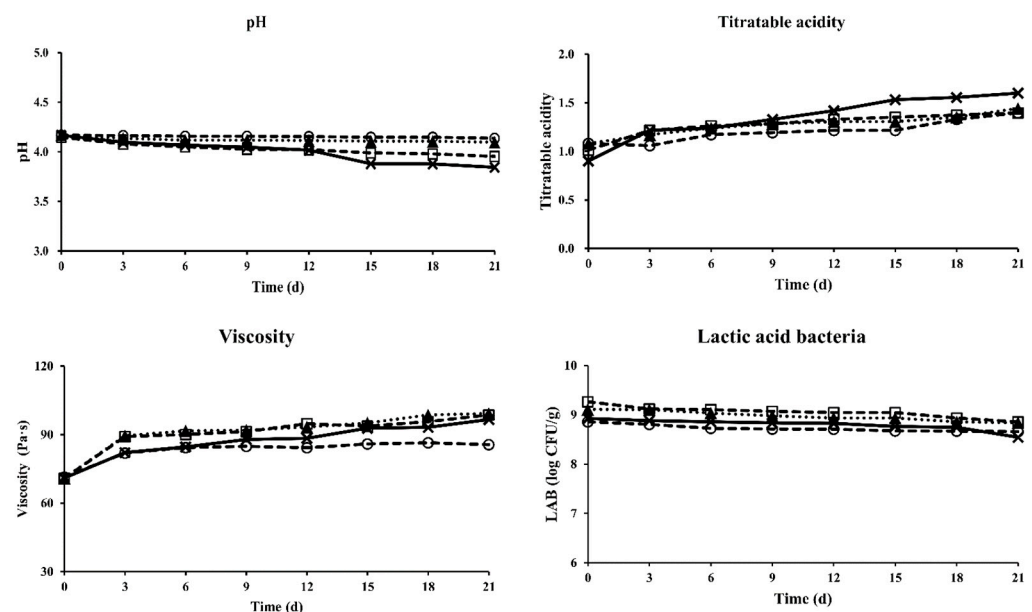 pH
5.0
4.5
4.0
3.5
3.0
pH
0 3 6 9 12 15 18 21
Time (d)
Titratable acidity
2.0
1.5
1.0
0.5
0.0
Titratable acidity
0 3 6 9 12 15 18 21
Time (d)
Viscosity
120
90
60
30
Viscosity (Pa·s)
0 3 6 9 12 15 18 21
Time (d)
Lactic acid bacteria
10
9
8
7
6
LAB (log CFU/g)
0 3 6 9 12 15 18 21
Time (d)